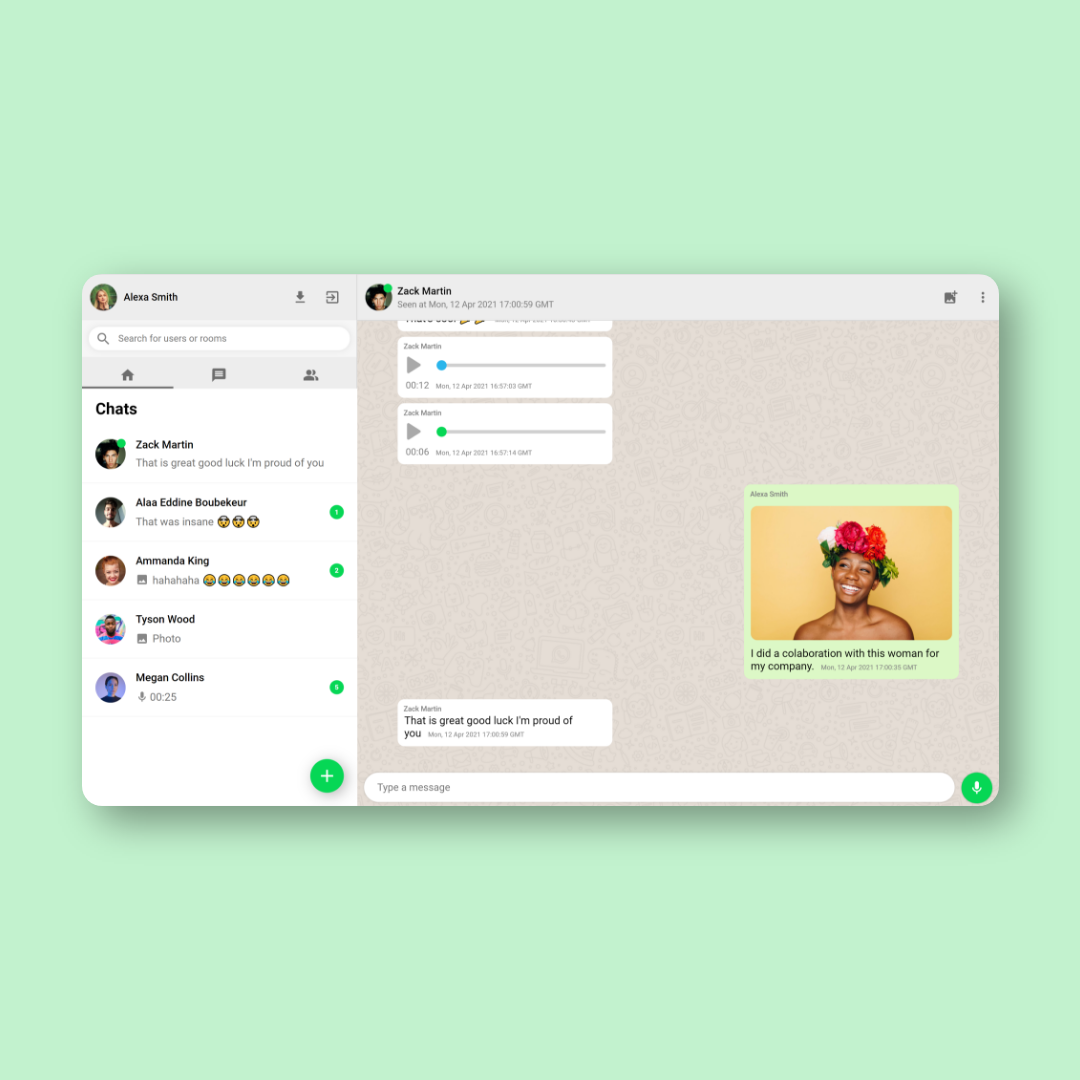 Alexa Smith
Search for users or rooms
Chats
Zack Martin
That is great good luck I'm proud of you
Alaa Eddine Boubekeur
That was insane 🤯🤯🤯
1
Ammanda King
hahahaha 😂😂😂😂😂😂
2
Tyson Wood
Photo
Megan Collins
00:25
5
Zack Martin
Seen at Mon, 12 Apr 2021 17:00:59 GMT
Zack Martin
00:12 Mon, 12 Apr 2021 16:57:03 GMT
Zack Martin
00:06 Mon, 12 Apr 2021 16:57:14 GMT
Alexa Smith
I did a colaboration with this woman for
my company. Mon, 12 Apr 2021 17:00:35 GMT
Zack Martin
That is great good luck I'm proud of
you Mon, 12 Apr 2021 17:00:59 GMT
Type a message